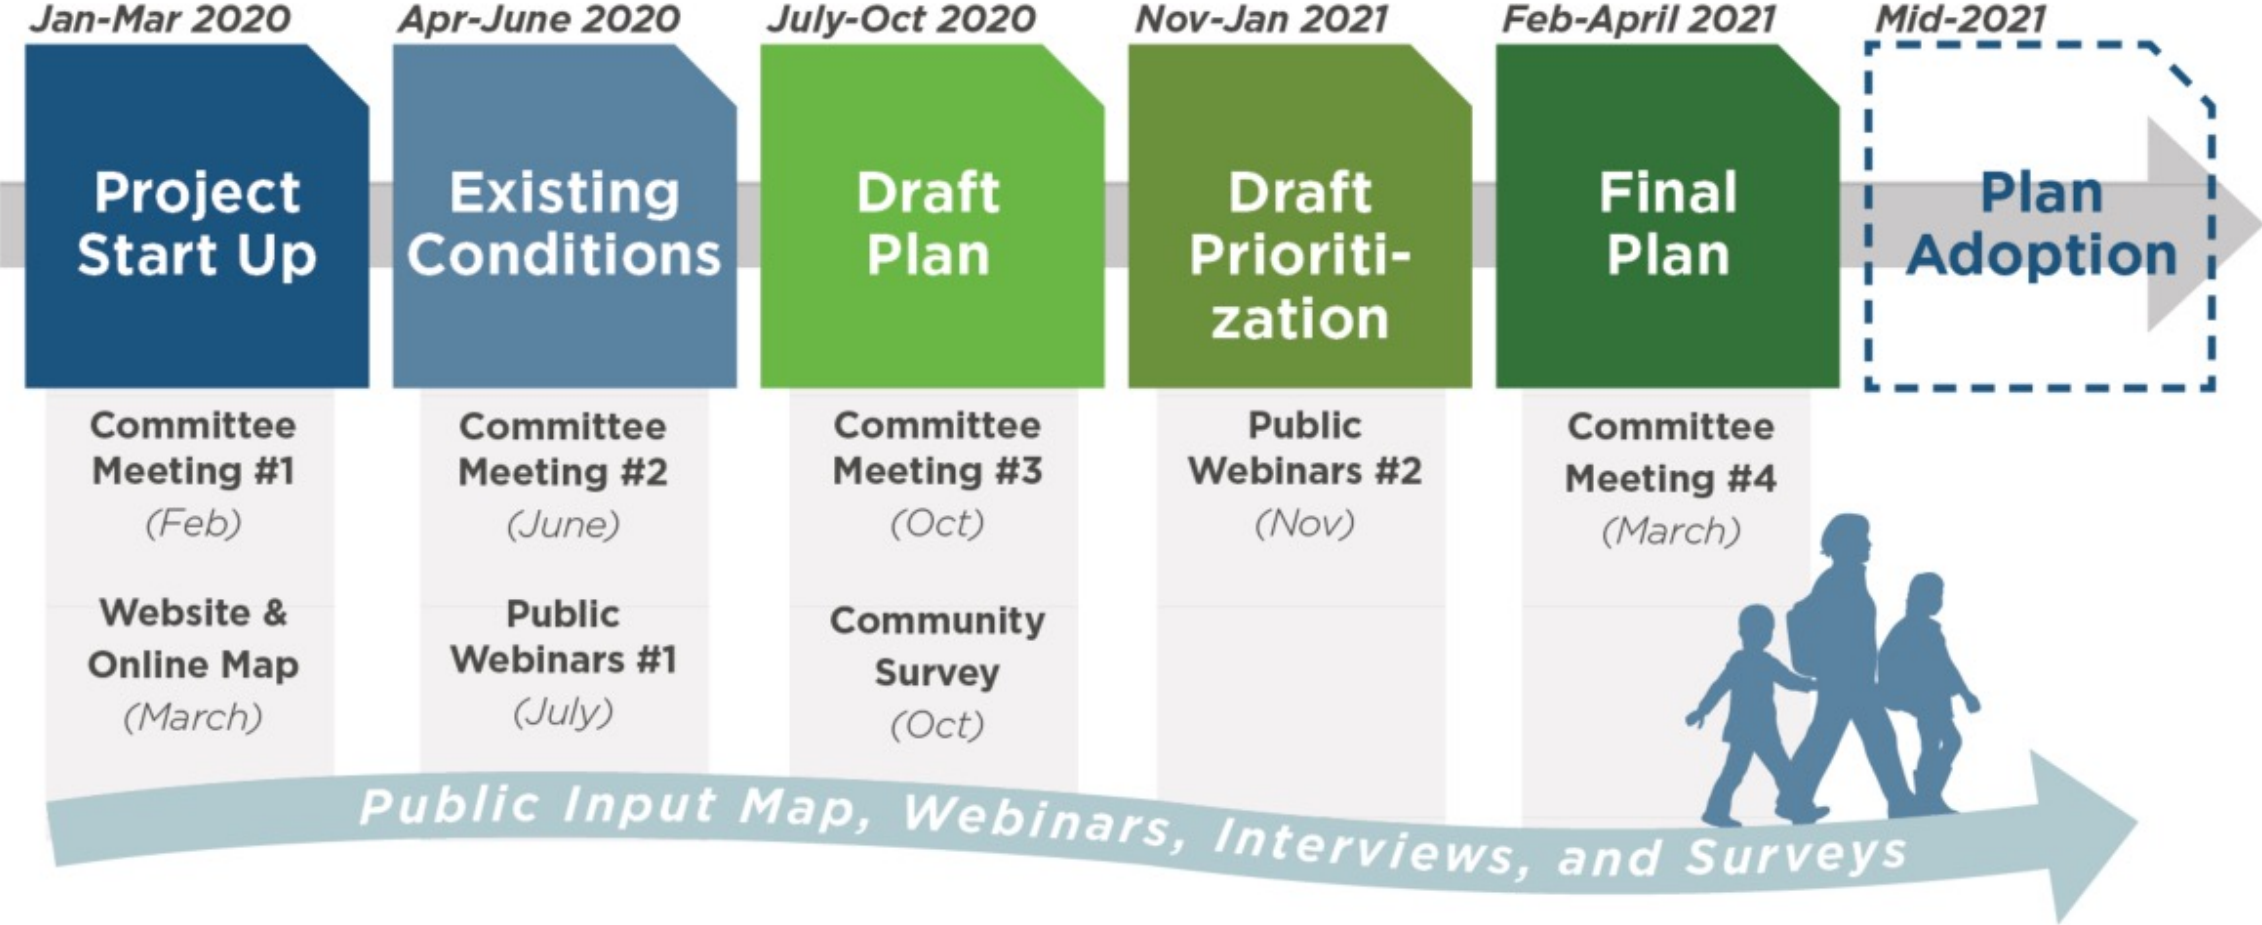 Jan-Mar 2020
Apr-June 2020
July-Oct 2020
Nov-Jan 2021
Feb-April 2021
Mid-2021
Project
Start Up
Existing
Conditions
Draft
Plan
Draft
Prioriti-
zation
Final
Plan
Plan
Adoption
Committee
Meeting #1
(Feb)
Website &
Online Map
(March)
Committee
Meeting #2
(June)
Public
Webinars #1
(July)
Committee
Meeting #3
(Oct)
Community
Survey
(Oct)
Public
Webinars #2
(Nov)
Committee
Meeting #4
(March)
Public Input Map, Webinars, Interviews, and Surveys